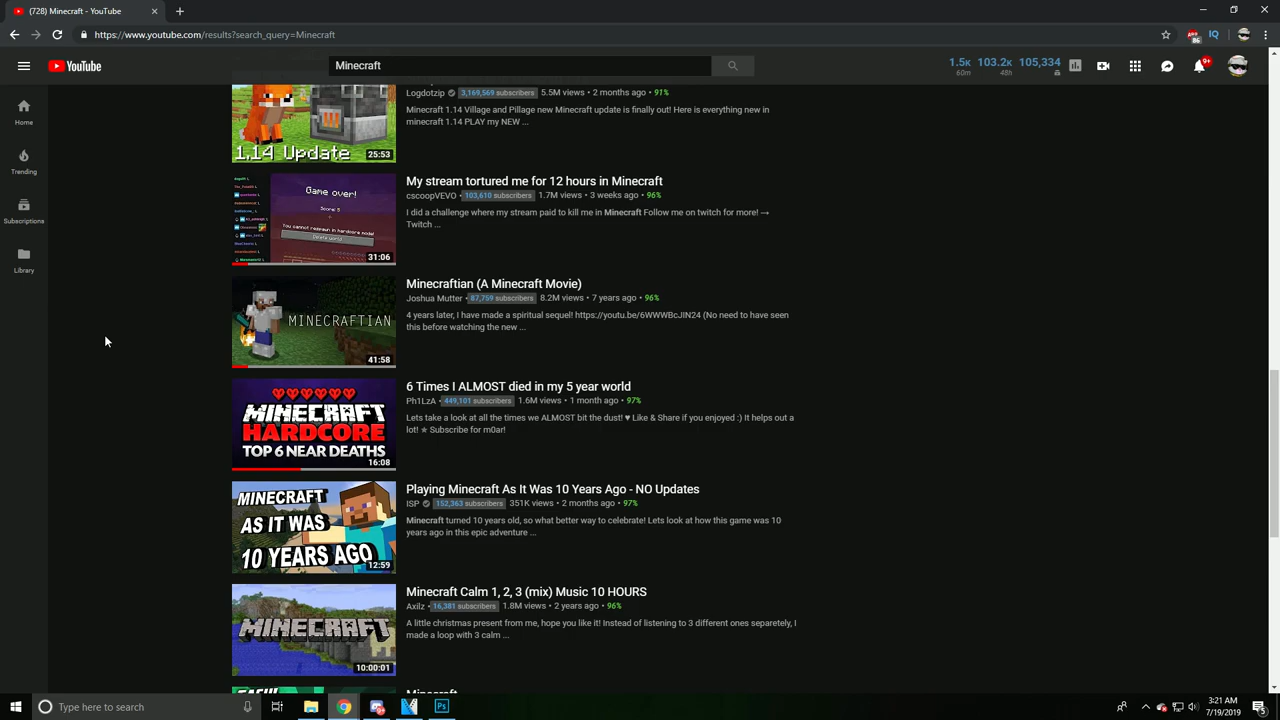 (728) Minecraft - YouTube
https://www.youtube.com/results?search_query=Minecraft
86
IQ
YouTube
Minecraft
1.5K 103.2K 105,334
60m 48h
9+
Home
Trending
Subscriptions
Library
1.14 Update
25:53
Logdotzip 3,169,569 subscribers 5.5M views • 2 months ago • 91%
Minecraft 1.14 Village and Pillage new Minecraft update is finally out! Here is everything new in
minecraft 1.14 PLAY my NEW ...
Game over!
You cannot respawn in hardcore mode!
Delete world
31:06
My stream tortured me for 12 hours in Minecraft
cscoopVEVO • 103,610 subscribers 1.7M views • 3 weeks ago • 96%
I did a challenge where my stream paid to kill me in Minecraft Follow me on twitch for more! →
Twitch ...
MINECRAFTIAN
41:58
Minecraftian (A Minecraft Movie)
Joshua Mutter • 87,759 subscribers 8.2M views • 7 years ago • 96%
4 years later, I have made a spiritual sequel! https://youtu.be/6WWWBcJIN24 (No need to have seen
this before watching the new ...
MINECRAFT
HARDCORE
TOP 6 NEAR DEATHS
16:08
6 Times I ALMOST died in my 5 year world
Ph1LzA • 449,101 subscribers 1.6M views • 1 month ago • 97%
Lets take a look at all the times we ALMOST bit the dust! ♥ Like & Share if you enjoyed :) It helps out a
lot! ★ Subscribe for m0ar!
MINECRAFT
AS IT WAS
10 YEARS AGO
12:59
Playing Minecraft As It Was 10 Years Ago - NO Updates
ISP 152,363 subscribers 351K views • 2 months ago • 97%
Minecraft turned 10 years old, so what better way to celebrate! Lets look at how this game was 10
years ago in this epic adventure ...
MINECRAFT
10:00:01
Minecraft Calm 1, 2, 3 (mix) Music 10 HOURS
Axilz • 16,381 subscribers 1.8M views • 2 years ago • 96%
A little christmas present from me, hope you like it! Instead of listening to 3 different ones separately, I
made a loop with 3 calm ...
Minecraft
Type here to search
Ps
3:21 AM
7/19/2019
5